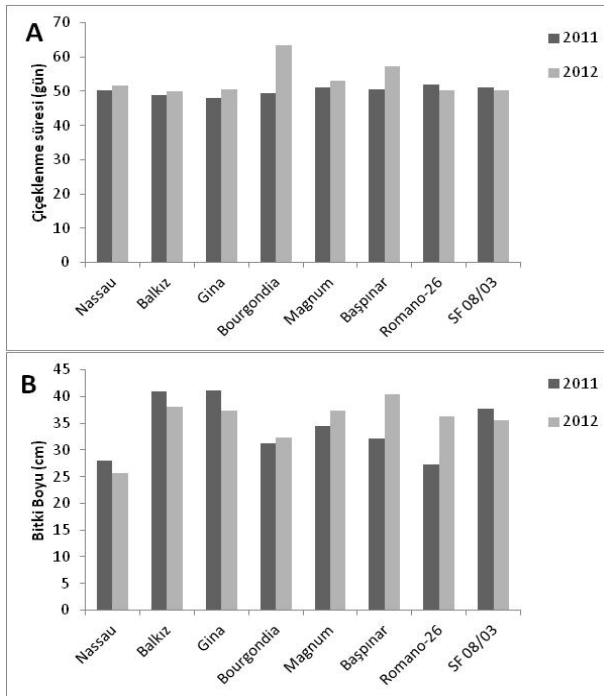 A
Çiçeklenme süresi (gün)
70
60
50
40
30
20
10
0
2011
2012
Nassau
Balkız
Gina
Bourgondia
Magnum
Başpınar
Romano-26
SF 08/03
B
Bitki Boyu (cm)
45
40
35
30
25
20
15
10
5
0
2011
2012
Nassau
Balkız
Gina
Bourgondia
Magnum
Başpınar
Romano-26
SF 08/03